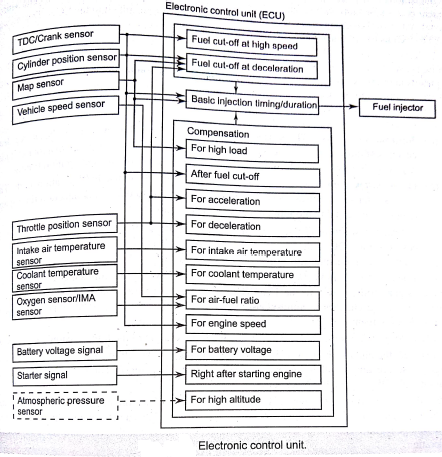 Electronic control unit (ECU)
TDC/Crank sensor
Cylinder position sensor
Map sensor
Vehicle speed sensor
Fuel cut-off at high speed
Fuel cut-off at deceleration
Basic injection timing/duration
Fuel injector
Compensation
For high load
After fuel cut-off
For acceleration
Throttle position sensor
For deceleration
Intake air temperature
sensor
For intake air temperature
Coolant temperature
sensor
For coolant temperature
Oxygen sensor/IMA
sensor
For air-fuel ratio
For engine speed
Battery voltage signal
For battery voltage
Starter signal
Right after starting engine
Atmospheric pressure
sensor
For high altitude
Electronic control unit.